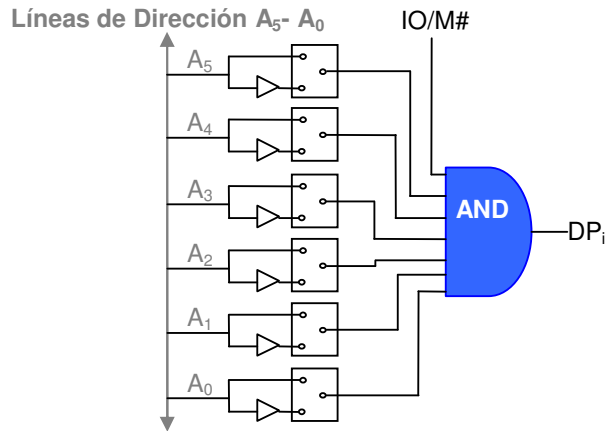 Líneas de Dirección A₅- A₀
IO/M#
A₅
A₄
A₃
AND
DPᵢ
A₂
A₁
A₀